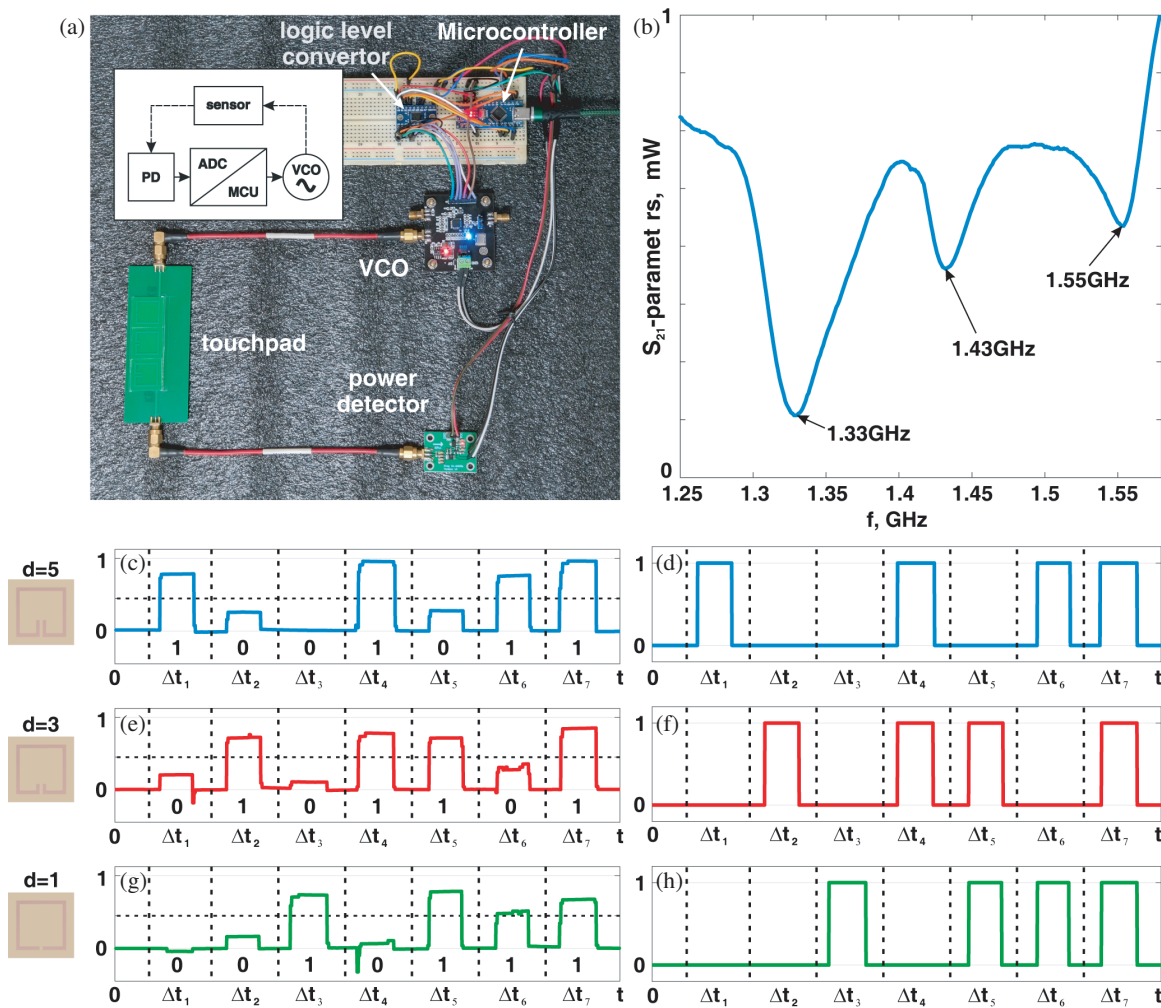 (a)
logic level
convertor
Microcontroller
sensor
PD
ADC
MCU
VCO
VCO
touchpad
power
detector
(b)
S21-paramet rs, mW
1
0
1.33GHz
1.43GHz
1.55GHz
1.25 1.3 1.35 1.4 1.45 1.5 1.55
f, GHz
d=5
(c)
1
0
1 0 0 1 0 1 1
0 Δt1 Δt2 Δt3 Δt4 Δt5 Δt6 Δt7 t
(d)
1
0
0 Δt1 Δt2 Δt3 Δt4 Δt5 Δt6 Δt7 t
d=3
(e)
1
0
0 1 0 1 1 0 1
0 Δt1 Δt2 Δt3 Δt4 Δt5 Δt6 Δt7 t
(f)
1
0
0 Δt1 Δt2 Δt3 Δt4 Δt5 Δt6 Δt7 t
d=1
(g)
1
0
0 0 1 0 1 1 1
0 Δt1 Δt2 Δt3 Δt4 Δt5 Δt6 Δt7 t
(h)
1
0
0 Δt1 Δt2 Δt3 Δt4 Δt5 Δt6 Δt7 t